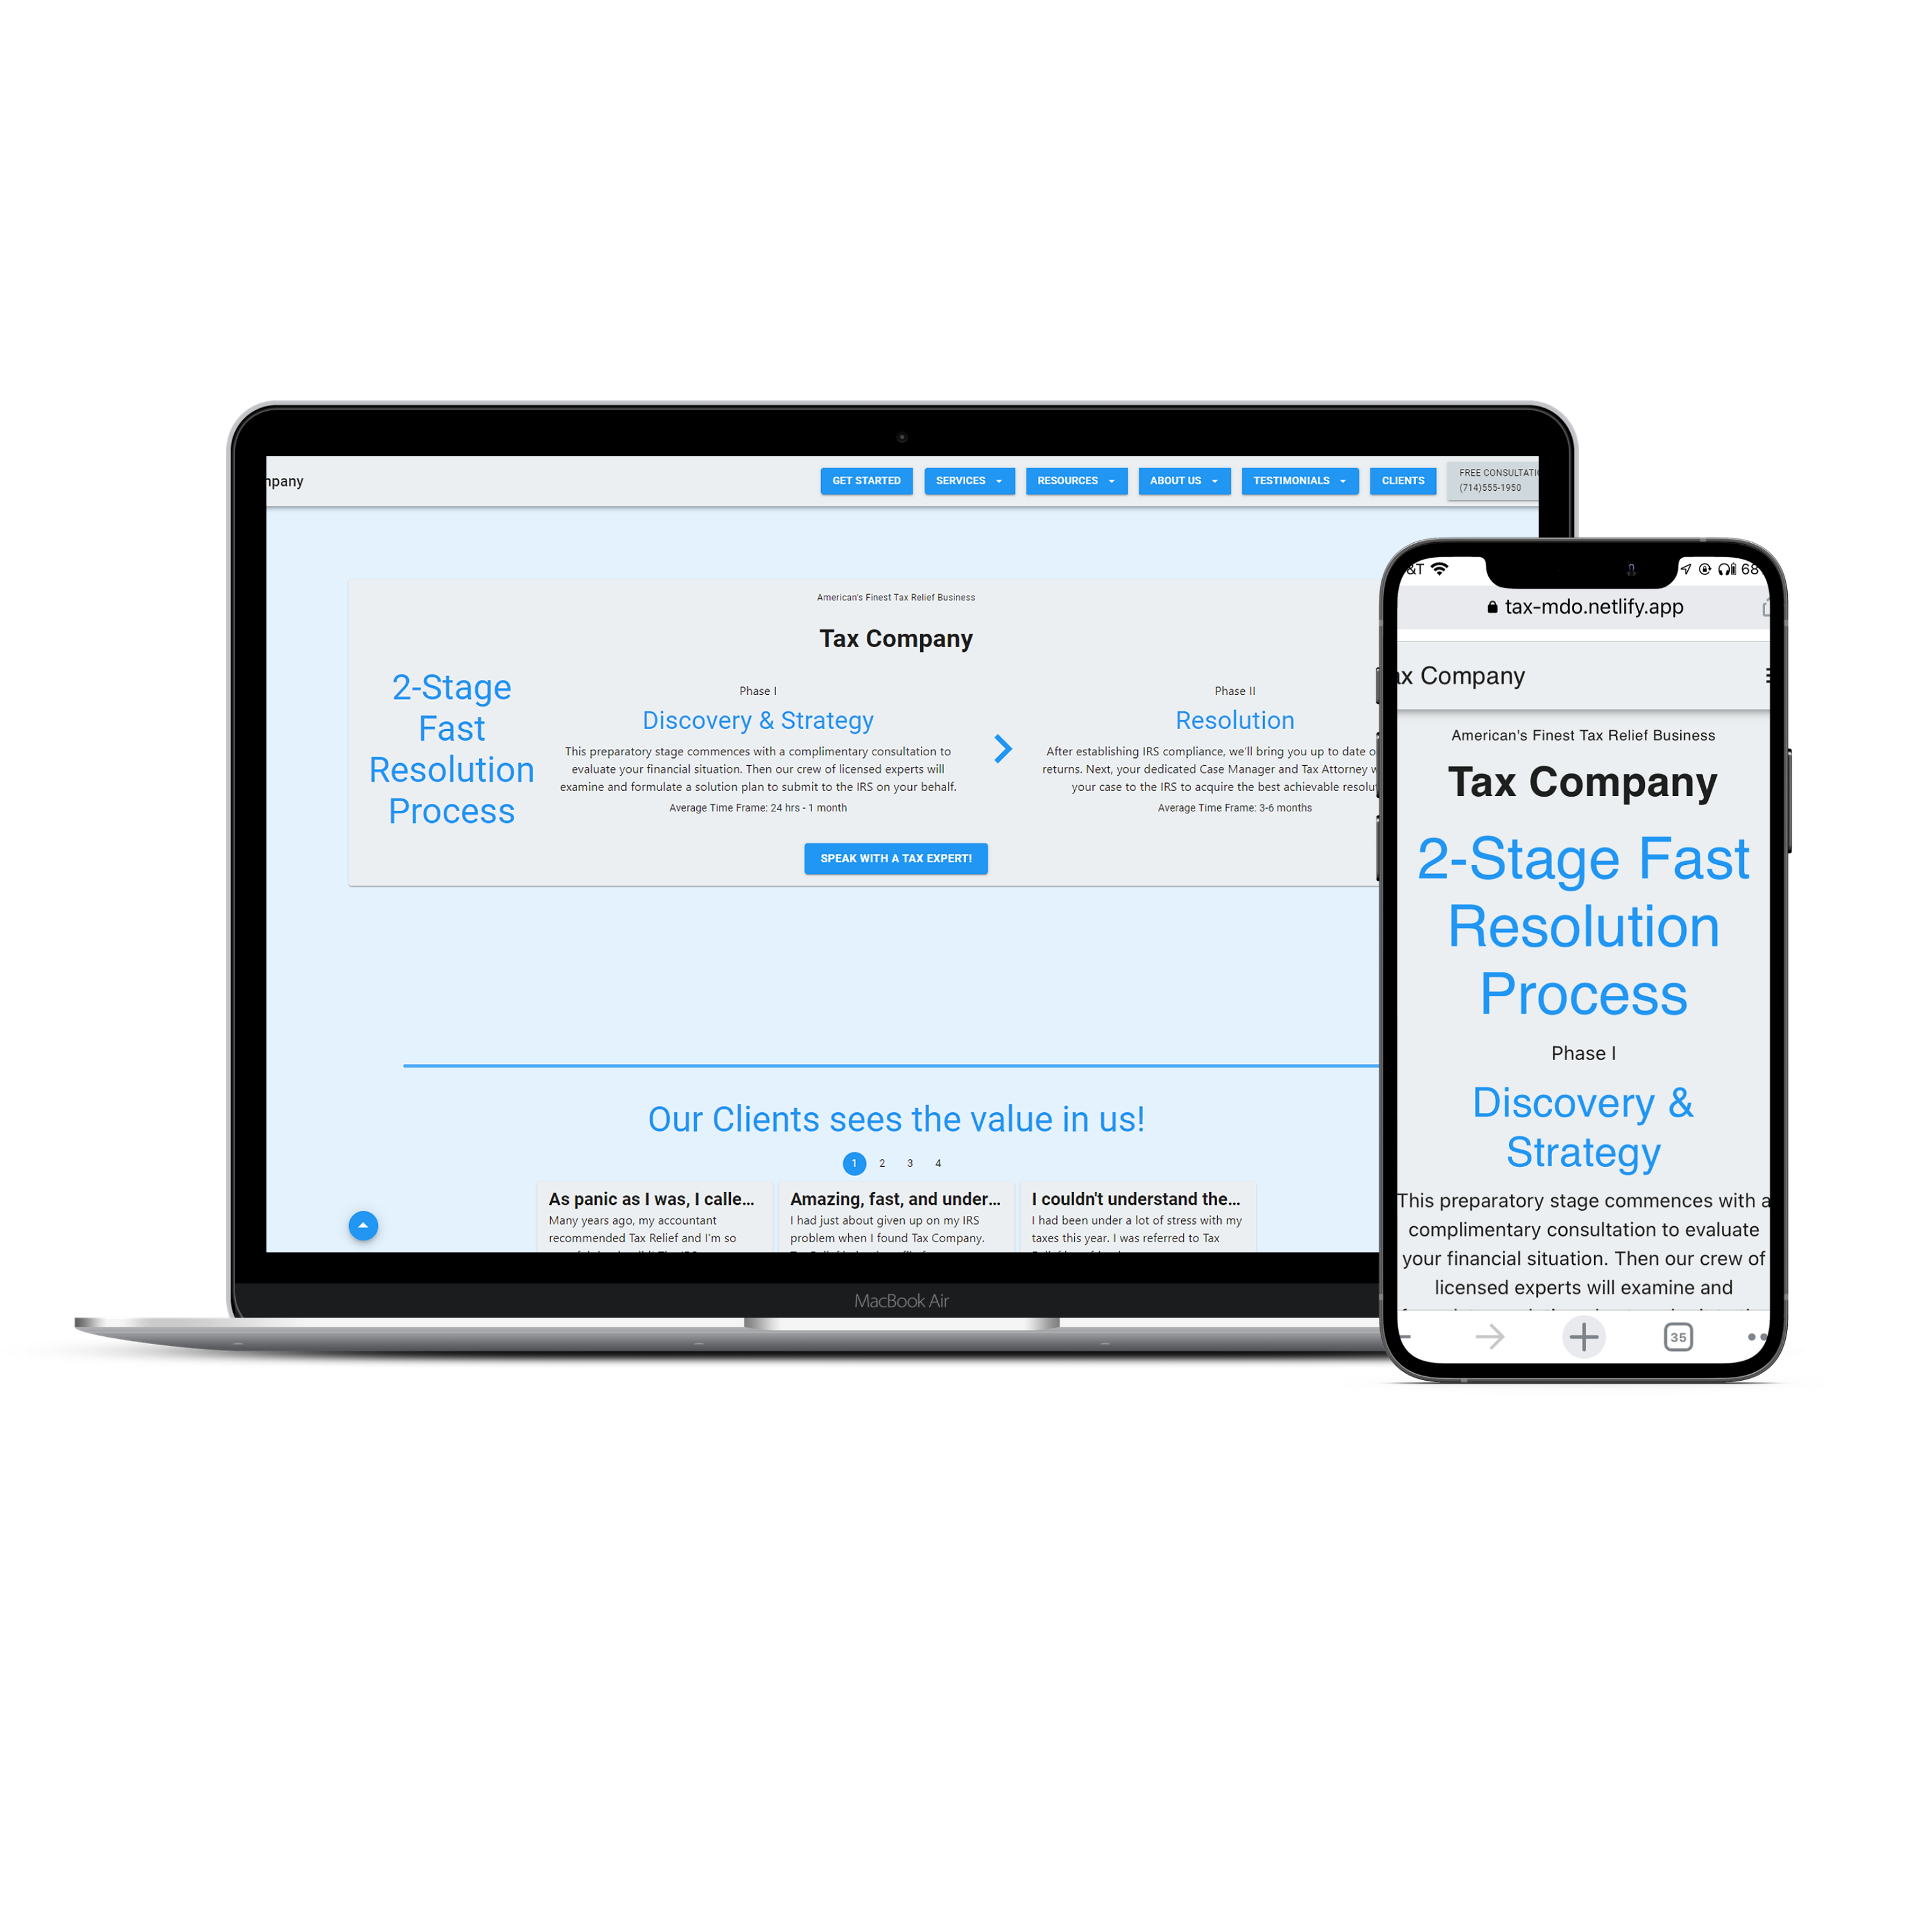 mpany
GET STARTED
SERVICES
RESOURCES
ABOUT US
TESTIMONIALS
CLIENTS
FREE CONSULTATIO
(714)555-1950
American's Finest Tax Relief Business
Tax Company
2-Stage
Fast
Resolution
Process
Phase I
Discovery & Strategy
This preparatory stage commences with a complimentary consultation to
evaluate your financial situation. Then our crew of licensed experts will
examine and formulate a solution plan to submit to the IRS on your behalf.
Average Time Frame: 24 hrs - 1 month
Phase II
Resolution
After establishing IRS compliance, we'll bring you up to date o
returns. Next, your dedicated Case Manager and Tax Attorney w
your case to the IRS to acquire the best achievable resolut
Average Time Frame: 3-6 months
SPEAK WITH A TAX EXPERT!
Our Clients sees the value in us!
1 2 3 4
As panic as I was, I calle...
Many years ago, my accountant
recommended Tax Relief and I'm so
Amazing, fast, and under...
I had just about given up on my IRS
problem when I found Tax Company.
I couldn't understand the...
I had been under a lot of stress with my
taxes this year. I was referred to Tax
MacBook Air
&T
68
tax-mdo.netlify.app
ax Company
American's Finest Tax Relief Business
Tax Company
2-Stage Fast
Resolution
Process
Phase I
Discovery &
Strategy
This preparatory stage commences with a
complimentary consultation to evaluate
your financial situation. Then our crew of
licensed experts will examine and
35